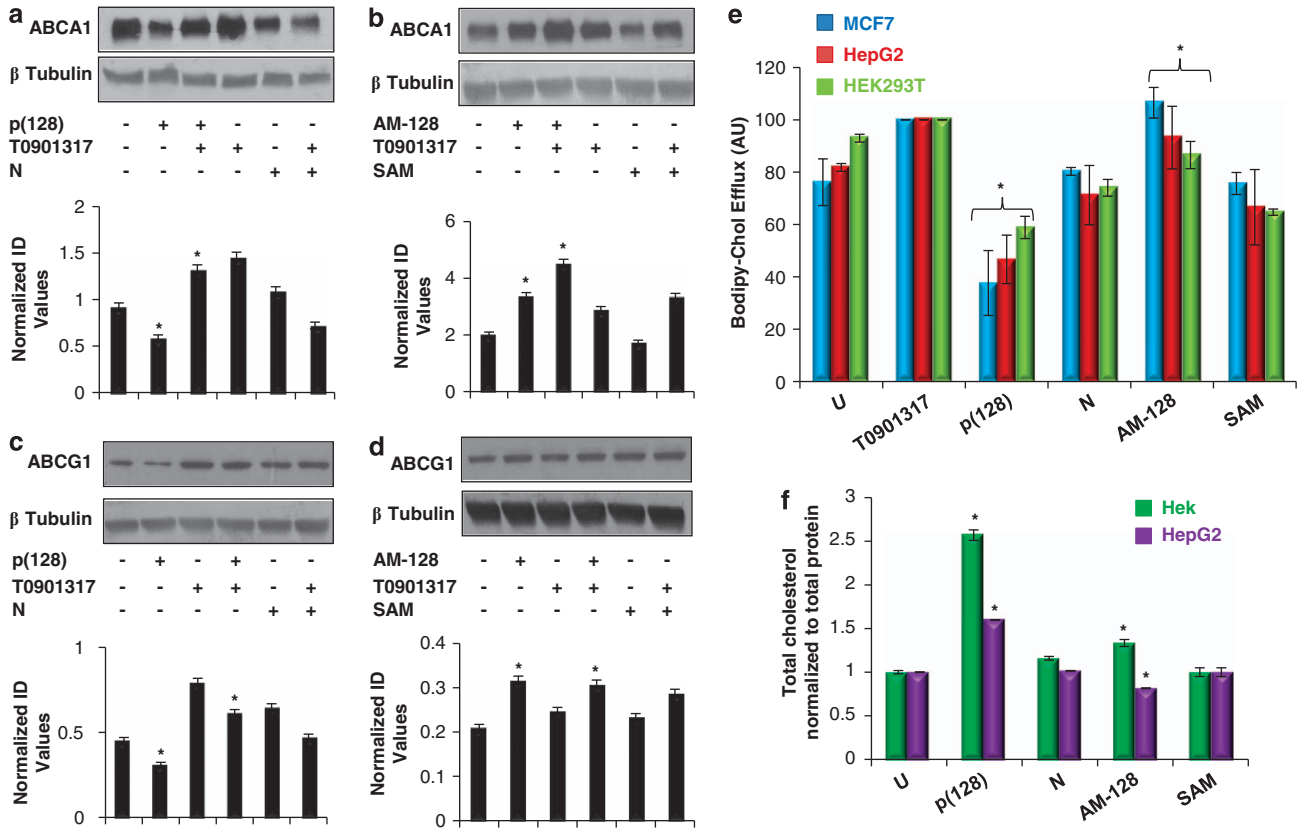 a
ABCA1
β Tubulin
p(128) - + + - - -
T0901317 - - + + - +
N - - - - + +
Normalized ID Values
2
1.5
1
0.5
0
*
*
b
ABCA1
β Tubulin
AM-128 - + + - - -
T0901317 - - + + - +
SAM - - - - + +
Normalized ID Values
6
4
2
0
*
*
c
ABCG1
β Tubulin
p(128) - + - + - -
T0901317 - - + + - +
N - - - - + +
Normalized ID Values
1
0.5
0
*
*
d
ABCG1
β Tubulin
AM-128 - + - + - -
T0901317 - - + + - +
SAM - - - - + +
Normalized ID Values
0.4
0.3
0.2
0.1
0
*
*
e
MCF7
HepG2
HEK293T
Bodipy-Chol Efflux (AU)
120
100
80
60
40
80
0
*
*
U
T0901317
p(128)
N
AM-128
SAM
f
Hek
HepG2
Total cholesterol
normalized to total protein
3
2.5
2
1.5
1
0.5
0
*
*
*
*
U
p(128)
N
AM-128
SAM